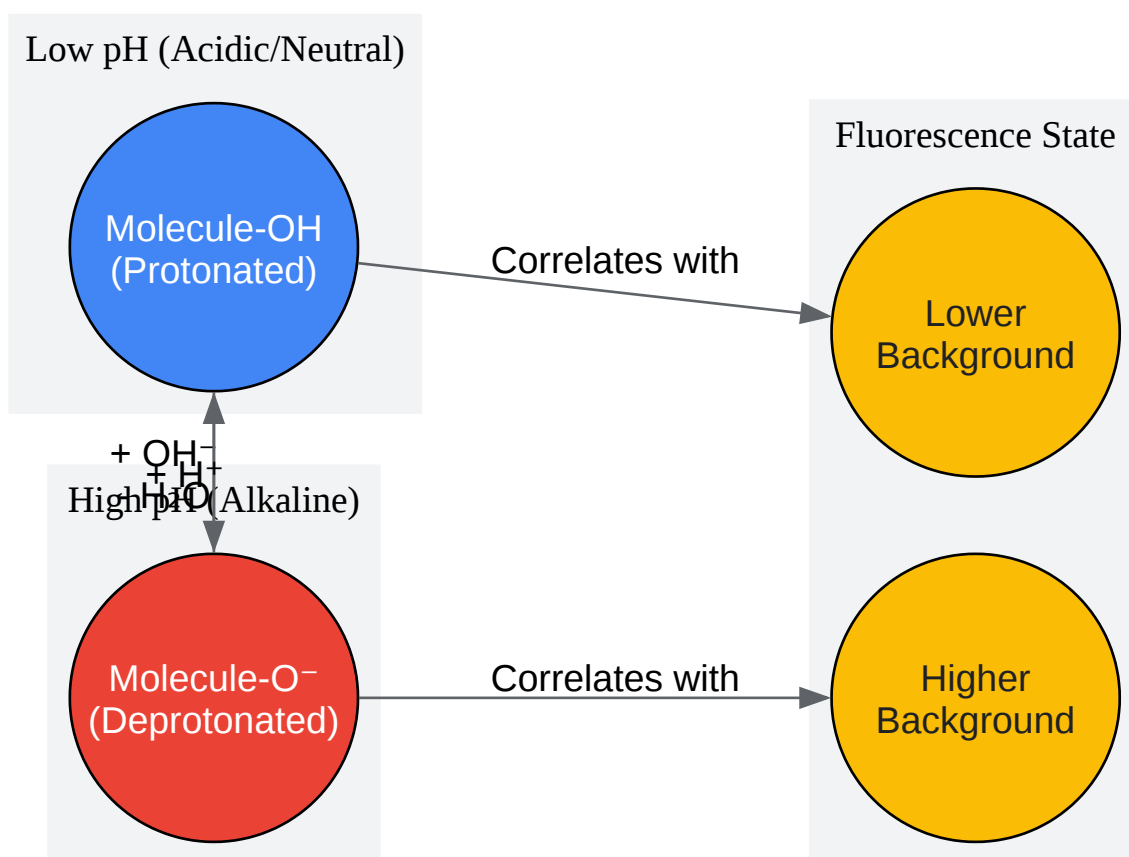 Low pH (Acidic/Neutral)
Fluorescence State
Molecule-OH
(Protonated)
Correlates with
Lower
Background
+ OH⁻
+ H⁺
- H₂O
High pH (Alkaline)
Molecule-O⁻
(Deprotonated)
Correlates with
Higher
Background